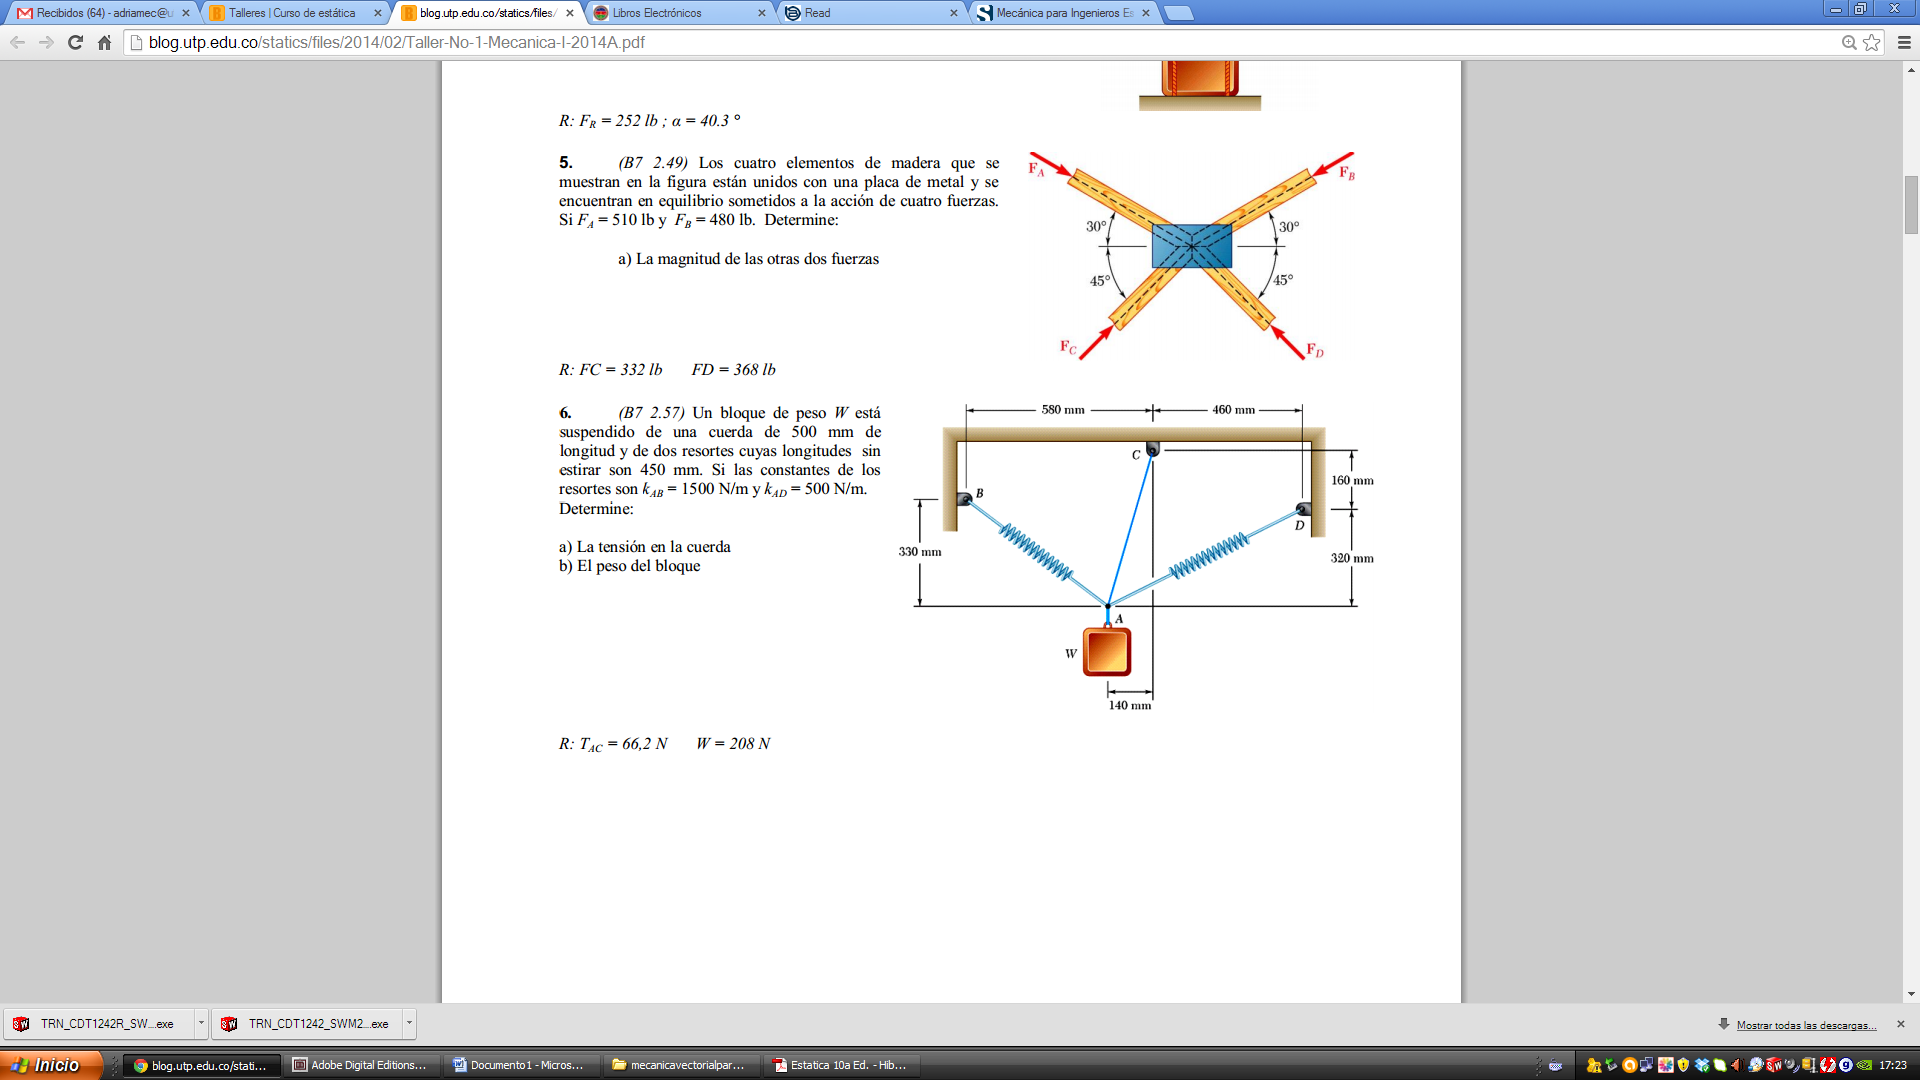 Recibidos (64) - adriamec@u
Talleres | Curso de estática
blog.utp.edu.co/statics/files/
Libros Electrónicos
Read
Mecánica para Ingenieros Es
blog.utp.edu.co/statics/files/2014/02/Taller-No-1-Mecanica-I-2014A.pdf
R: FR = 252 lb ; α = 40.3 °
5. (B7 2.49) Los cuatro elementos de madera que se
muestran en la figura están unidos con una placa de metal y se
encuentran en equilibrio sometidos a la acción de cuatro fuerzas.
Si FA = 510 lb y FB = 480 lb. Determine:
a) La magnitud de las otras dos fuerzas
FA
FB
30°
30°
45°
45°
FC
FD
R: FC = 332 lb FD = 368 lb
6. (B7 2.57) Un bloque de peso W está
suspendido de una cuerda de 500 mm de
longitud y de dos resortes cuyas longitudes sin
estirar son 450 mm. Si las constantes de los
resortes son kAB = 1500 N/m y kAD = 500 N/m.
Determine:
a) La tensión en la cuerda
b) El peso del bloque
580 mm
460 mm
C
160 mm
B
D
330 mm
320 mm
A
W
140 mm
R: TAC = 66,2 N W = 208 N
TRN_CDT1242R_SW....exe
TRN_CDT1242_SWM2....exe
Mostrar todas las descargas...
Inicio
blog.utp.edu.co/stati...
Adobe Digital Editions...
Documento1 - Micros...
mecanicavectorialpar...
Estatica 10a Ed. - Hib...
17:23